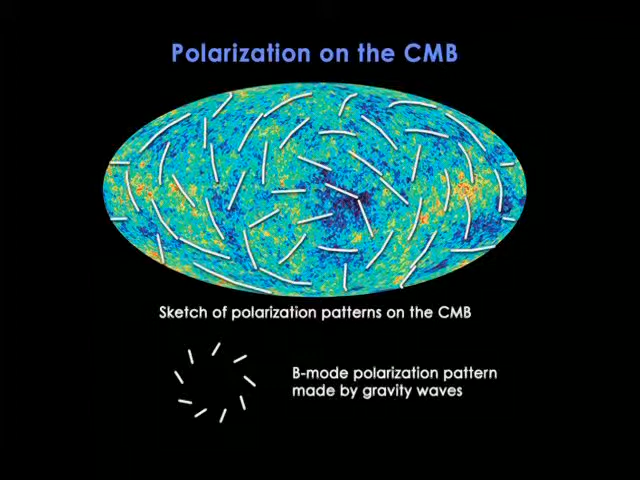 Polarization on the CMB
Sketch of polarization patterns on the CMB
B-mode polarization pattern
made by gravity waves